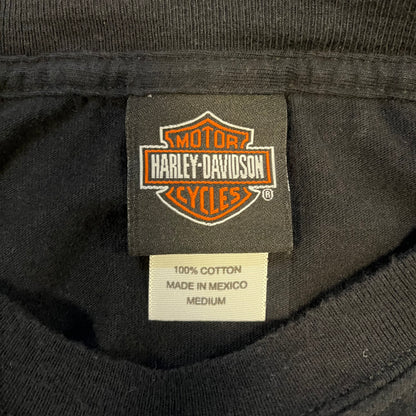 MOTOR
HARLEY-DAVIDSON
CYCLES
®
100% COTTON
MADE IN MEXICO
MEDIUM